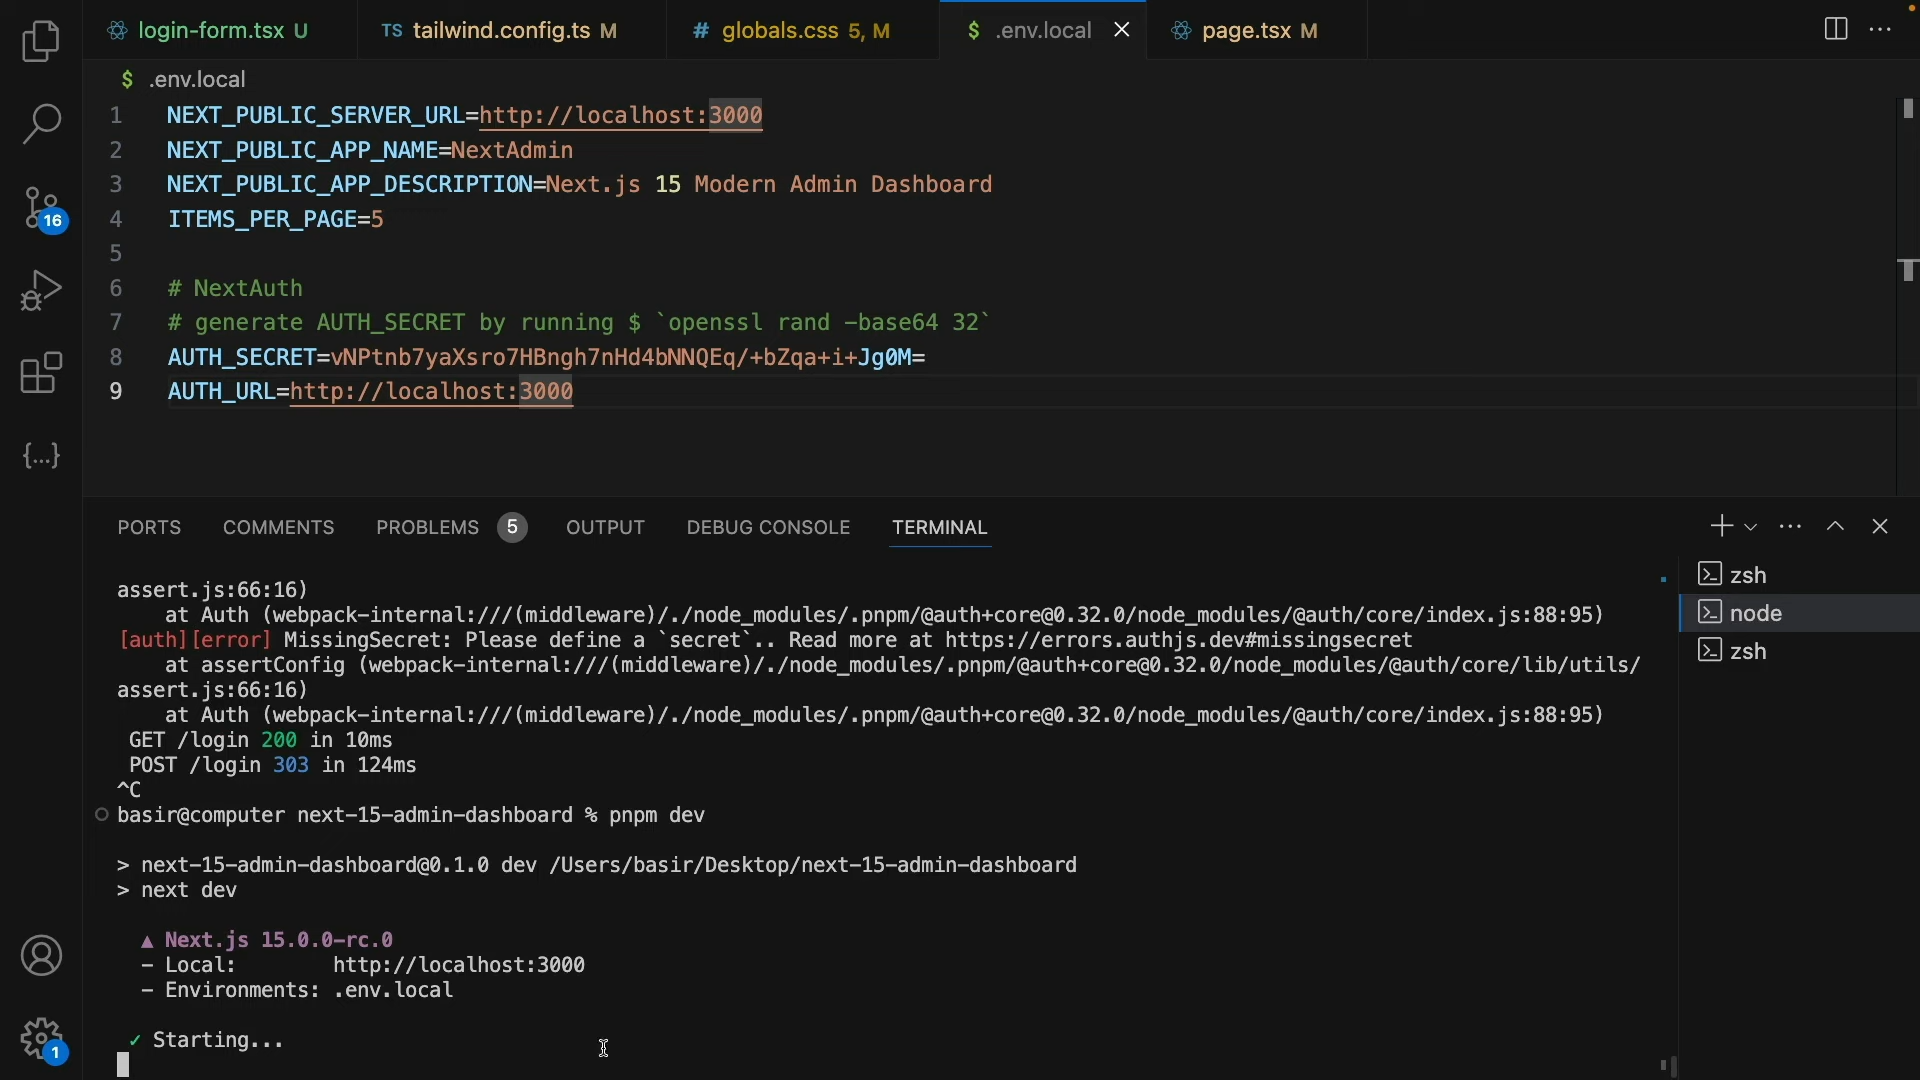 login-form.tsx U
TS tailwind.config.ts M
# globals.css 5, M
$ .env.local
page.tsx M
$ .env.local
1 NEXT_PUBLIC_SERVER_URL=http://localhost:3000
2 NEXT_PUBLIC_APP_NAME=NextAdmin
3 NEXT_PUBLIC_APP_DESCRIPTION=Next.js 15 Modern Admin Dashboard
4 ITEMS_PER_PAGE=5
5
6 # NextAuth
7 # generate AUTH_SECRET by running $ `openssl rand -base64 32`
8 AUTH_SECRET=vNPtnb7yaXsro7HBngh7nHd4bNNQEq/+bZqa+i+Jg0M=
9 AUTH_URL=http://localhost:3000
16
PORTS COMMENTS PROBLEMS 5 OUTPUT DEBUG CONSOLE TERMINAL
assert.js:66:16)
at Auth (webpack-internal:///(middleware)/./node_modules/.pnpm/@auth+core@0.32.0/node_modules/@auth/core/index.js:88:95)
[auth][error] MissingSecret: Please define a `secret`.. Read more at https://errors.authjs.dev#missingsecret
at assertConfig (webpack-internal:///(middleware)/./node_modules/.pnpm/@auth+core@0.32.0/node_modules/@auth/core/lib/utils/
assert.js:66:16)
at Auth (webpack-internal:///(middleware)/./node_modules/.pnpm/@auth+core@0.32.0/node_modules/@auth/core/index.js:88:95)
GET /login 200 in 10ms
POST /login 303 in 124ms
^C
basir@computer next-15-admin-dashboard % pnpm dev
> next-15-admin-dashboard@0.1.0 dev /Users/basir/Desktop/next-15-admin-dashboard
> next dev
▲ Next.js 15.0.0-rc.0
- Local: http://localhost:3000
- Environments: .env.local
✓ Starting...
zsh
node
zsh
1